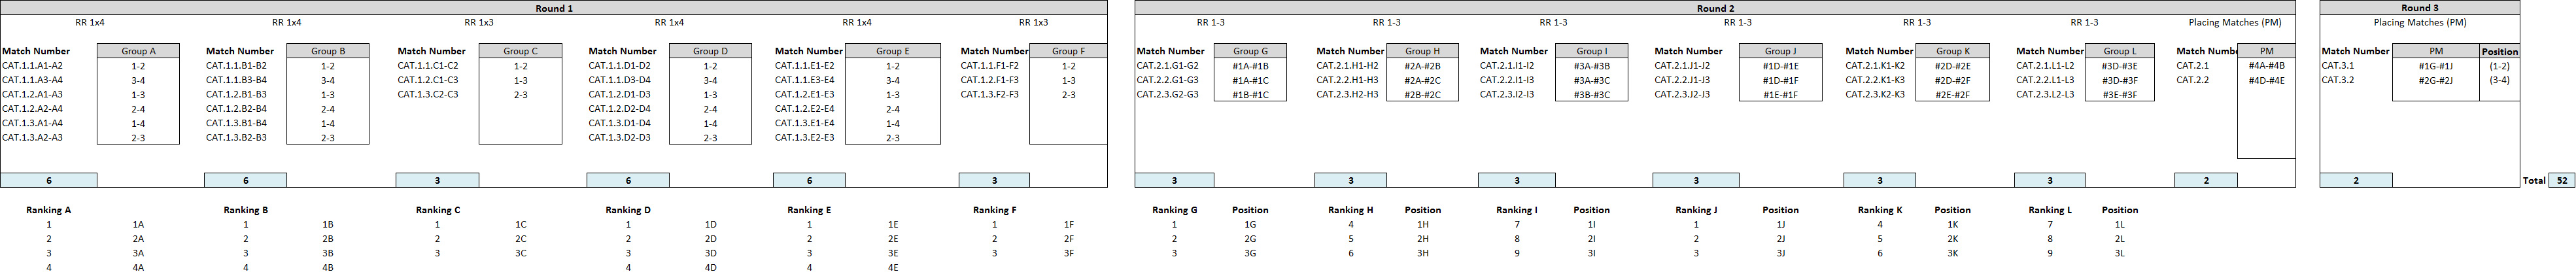 Round 1 Round 2 Round 3
RR 1x4 RR 1x4 RR 1x3 RR 1x4 RR 1x4 RR 1x3 RR 1-3 RR 1-3 RR 1-3 RR 1-3 RR 1-3 RR 1-3 Placing Matches (PM) Placing Matches (PM)
Match Number Group A Match Number Group B Match Number Group C Match Number Group D Match Number Group E Match Number Group F Match Number Group G Match Number Group H Match Number Group I Match Number Group J Match Number Group K Match Number Group L Match Numb PM Match Number PM Position
CAT.1.1.A1-A2 1-2 CAT.1.1.B1-B2 1-2 CAT.1.1.C1-C2 1-2 CAT.1.1.D1-D2 1-2 CAT.1.1.E1-E2 1-2 CAT.1.1.F1-F2 1-2 CAT.2.1.G1-G2 #1A-#1B CAT.2.1.H1-H2 #2A-#2B CAT.2.1.I1-I2 #3A-#3B CAT.2.1.J1-J2 #1D-#1E CAT.2.1.K1-K2 #2D-#2E CAT.2.1.L1-L2 #3D-#3E CAT.2.1 #4A-#4B CAT.3.1 #1G-#1J (1-2)
CAT.1.1.A3-A4 3-4 CAT.1.1.B3-B4 3-4 CAT.1.2.C1-C3 1-3 CAT.1.1.D3-D4 3-4 CAT.1.1.E3-E4 3-4 CAT.1.2.F1-F3 1-3 CAT.2.2.G1-G3 #1A-#1C CAT.2.2.H1-H3 #2A-#2C CAT.2.2.I1-I3 #3A-#3C CAT.2.2.J1-J3 #1D-#1F CAT.2.2.K1-K3 #2D-#2F CAT.2.2.L1-L3 #3D-#3F CAT.2.2 #4D-#4E CAT.3.2 #2G-#2J (3-4)
CAT.1.2.A1-A3 1-3 CAT.1.2.B1-B3 1-3 CAT.1.3.C2-C3 2-3 CAT.1.2.D1-D3 1-3 CAT.1.2.E1-E3 1-3 CAT.1.3.F2-F3 2-3 CAT.2.3.G2-G3 #1B-#1C CAT.2.3.H2-H3 #2B-#2C CAT.2.3.I2-I3 #3B-#3C CAT.2.3.J2-J3 #1E-#1F CAT.2.3.K2-K3 #2E-#2F CAT.2.3.L2-L3 #3E-#3F
CAT.1.2.A2-A4 2-4 CAT.1.2.B2-B4 2-4 CAT.1.2.D2-D4 2-4 CAT.1.2.E2-E4 2-4
CAT.1.3.A1-A4 1-4 CAT.1.3.B1-B4 1-4 CAT.1.3.D1-D4 1-4 CAT.1.3.E1-E4 1-4
CAT.1.3.A2-A3 2-3 CAT.1.3.B2-B3 2-3 CAT.1.3.D2-D3 2-3 CAT.1.3.E2-E3 2-3
6 6 3 6 6 3 3 3 3 3 3 3 2 2 Total 52
Ranking A Ranking B Ranking C Ranking D Ranking E Ranking F Ranking G Position Ranking H Position Ranking I Position Ranking J Position Ranking K Position Ranking L Position
1 1A 1 1B 1 1C 1 1D 1 1E 1 1F 1 1G 4 1H 7 1I 1 1J 4 1K 7 1L
2 2A 2 2B 2 2C 2 2D 2 2E 2 2F 2 2G 5 2H 8 2I 2 2J 5 2K 8 2L
3 3A 3 3B 3 3C 3 3D 3 3E 3 3F 3 3G 6 3H 9 3I 3 3J 6 3K 9 3L
4 4A 4 4B 4 4D 4 4E